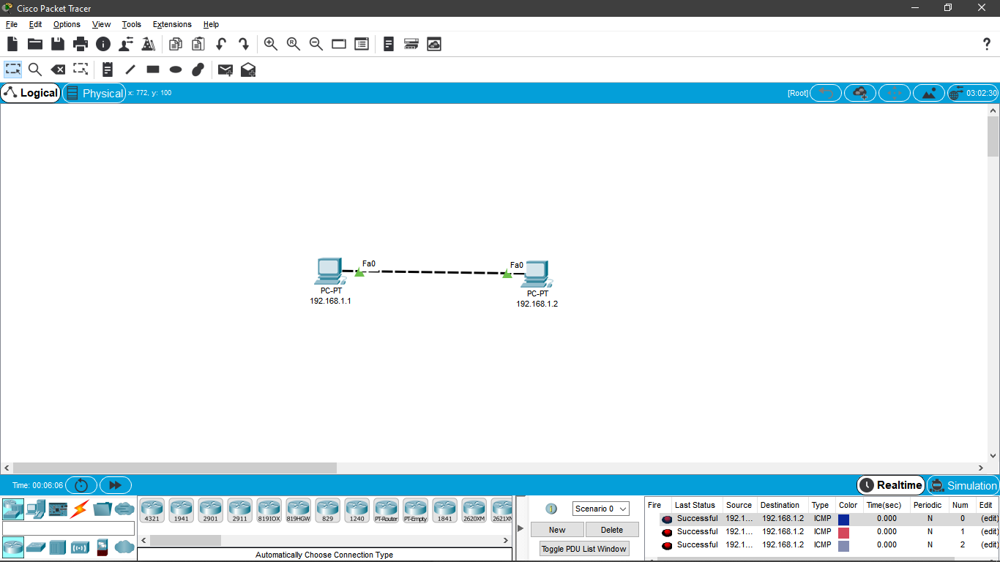 Cisco Packet Tracer
File Edit Options View Tools Extensions Help
?
Logical Physical x: 772, y: 100 [Root] 03:02:30
Fa0 Fa0
PC-PT
192.168.1.1
PC-PT
192.168.1.2
Time: 00:06:06 Realtime Simulation
4321 1941 2901 2911 819IOX 819HGW 829 1240 PT-Router PT-Empty 1841 2620XM 2621XM
Automatically Choose Connection Type
Scenario 0
New Delete
Toggle PDU List Window
Fire Last Status Source Destination Type Color Time(sec) Periodic Num Edit
Successful 192.1... 192.168.1.2 ICMP 0.000 N 0 (edit)
Successful 192.1... 192.168.1.2 ICMP 0.000 N 1 (edit)
Successful 192.1... 192.168.1.2 ICMP 0.000 N 2 (edit)